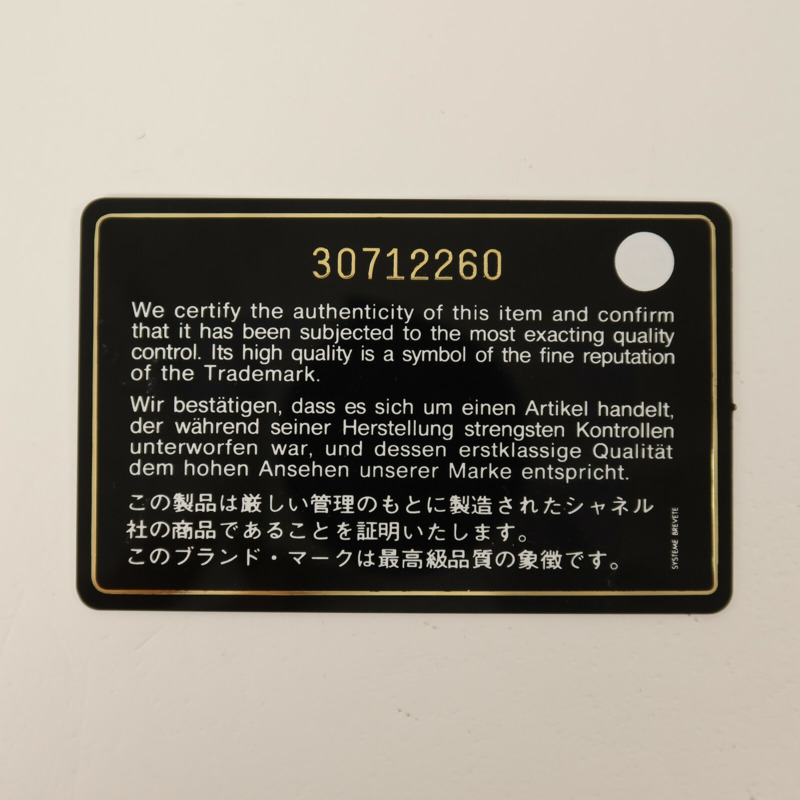 30712260
We certify the authenticity of this item and confirm
that it has been subjected to the most exacting quality
control. Its high quality is a symbol of the fine reputation
of the Trademark.
Wir bestätigen, dass es sich um einen Artikel handelt,
der während seiner Herstellung strengsten Kontrollen
unterworfen war, und dessen erstklassige Qualität
dem hohen Ansehen unserer Marke entspricht.
この製品は厳しい管理のもとに製造されたシャネル
社の商品であることを証明いたします。
このブランド・マークは最高級品質の象徴です。
SYSTEME BREVETE